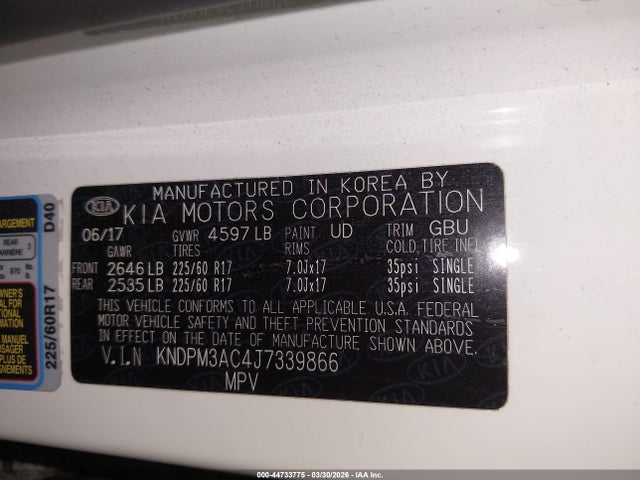 KIA
MANUFACTURED IN KOREA BY
KIA MOTORS CORPORATION
06/17 GVWR 4597 LB PAINT UD TRIM GBU
GAWR TIRES RIMS COLD TIRE INFL
FRONT 2646 LB 225/60 R17 7.0Jx17 35psi SINGLE
REAR 2535 LB 225/60 R17 7.0Jx17 35psi SINGLE
THIS VEHICLE CONFORMS TO ALL APPLICABLE U.S.A. FEDERAL
MOTOR VEHICLE SAFETY AND THEFT PREVENTION STANDARDS
IN EFFECT ON THE DATE OF MANUFACTURE SHOWN ABOVE.
V.I.N KNDPM3AC4J7339866
MPV
D40
225/60R17
REAR
3
970
000-44733775 - 03/30/2026 - IAA Inc.